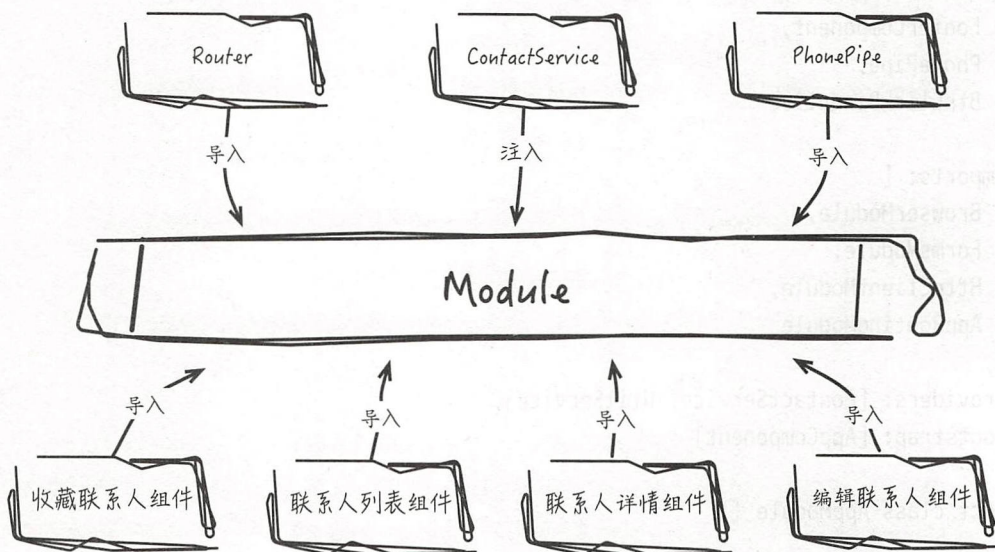 Router
ContactService
PhonePipe
导入
注入
导入
Module
导入
导入
导入
导入
收藏联系人组件
联系人列表组件
联系人详情组件
编辑联系人组件